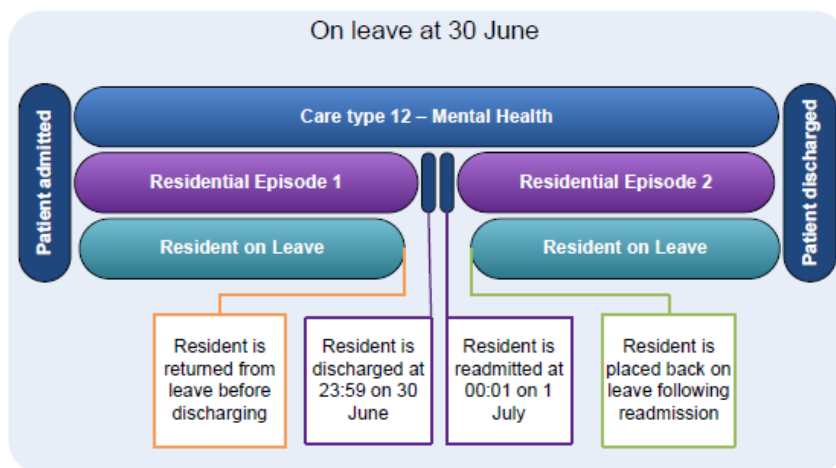 On leave at 30 June
Patient admitted
Care type 12 – Mental Health
Residential Episode 1
Residential Episode 2
Resident on Leave
Resident on Leave
Patient discharged
Resident is
returned from
leave before
discharging
Resident is
discharged at
23:59 on 30
June
Resident is
readmitted at
00:01 on 1
July
Resident is
placed back on
leave following
readmission